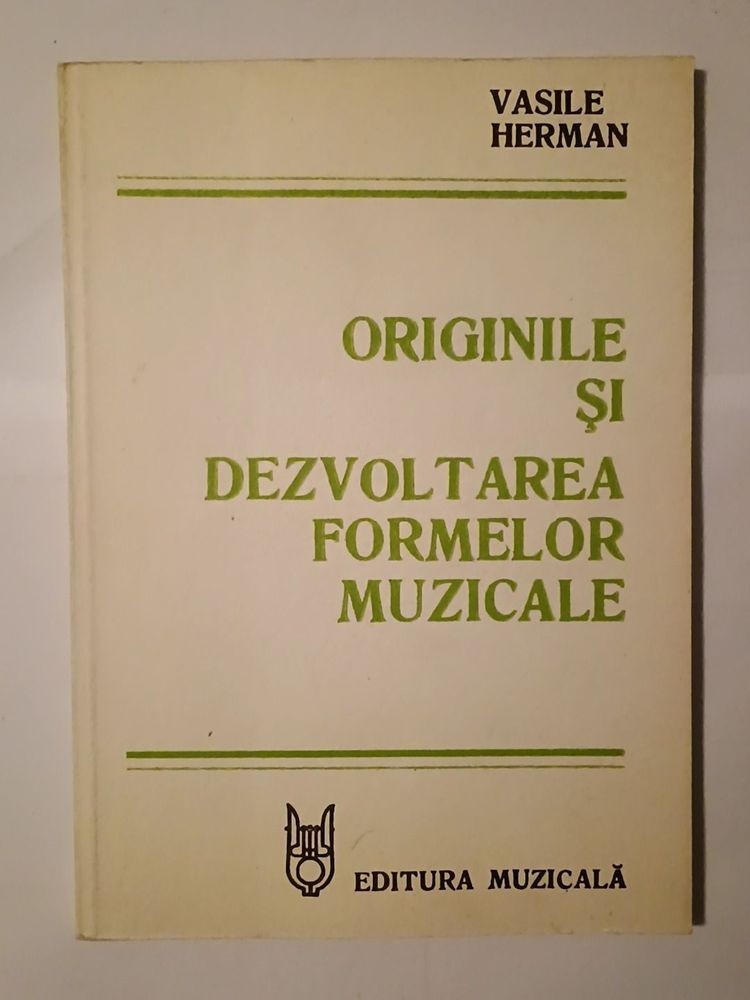 VASILE
HERMAN
ORIGINILE
ŞI
DEZVOLTAREA
FORMELOR
MUZICALE
EDITURA MUZICALĂ